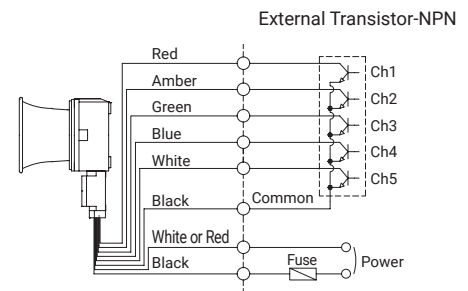 External Transistor-NPN
Red
Ch1
Amber
Ch2
Green
Ch3
Blue
Ch4
White
Ch5
Black
Common
White or Red
Black
Fuse
Power